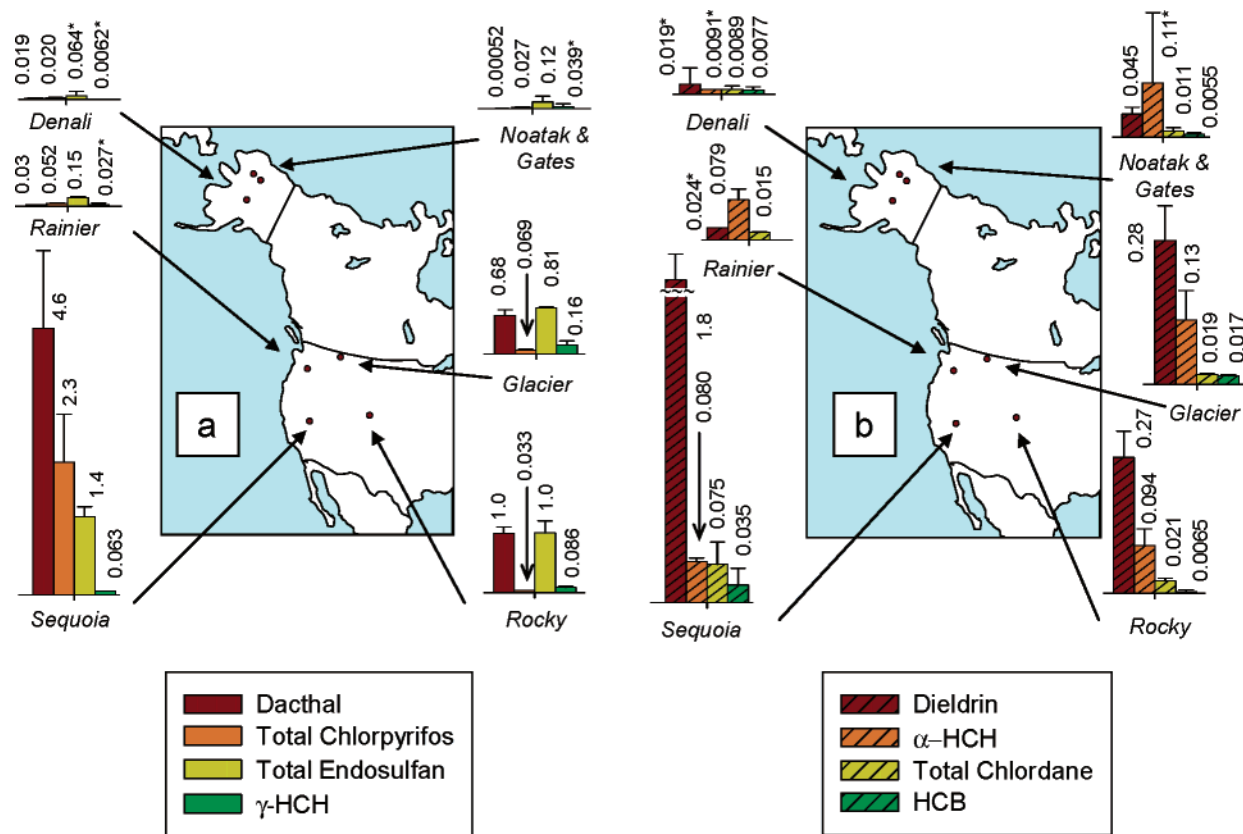 0.019
0.020
0.064*
0.0062*
Denali
0.00052
0.027
0.12
0.039*
Noatak &
Gates
0.03
0.052
0.15
0.027*
Rainier
0.68
0.069
0.81
0.16
Glacier
4.6
2.3
1.4
0.063
Sequoia
1.0
0.033
1.0
0.086
Rocky
a
Dacthal
Total Chlorpyrifos
Total Endosulfan
γ-HCH
0.019*
0.0091*
0.0089
0.0077
Denali
0.045
0.11*
0.011
0.0055
Noatak &
Gates
0.024*
0.079
0.015
Rainier
0.28
0.13
0.019
0.017
Glacier
1.8
0.080
0.075
0.035
Sequoia
0.27
0.094
0.021
0.0065
Rocky
b
Dieldrin
α–HCH
Total Chlordane
HCB